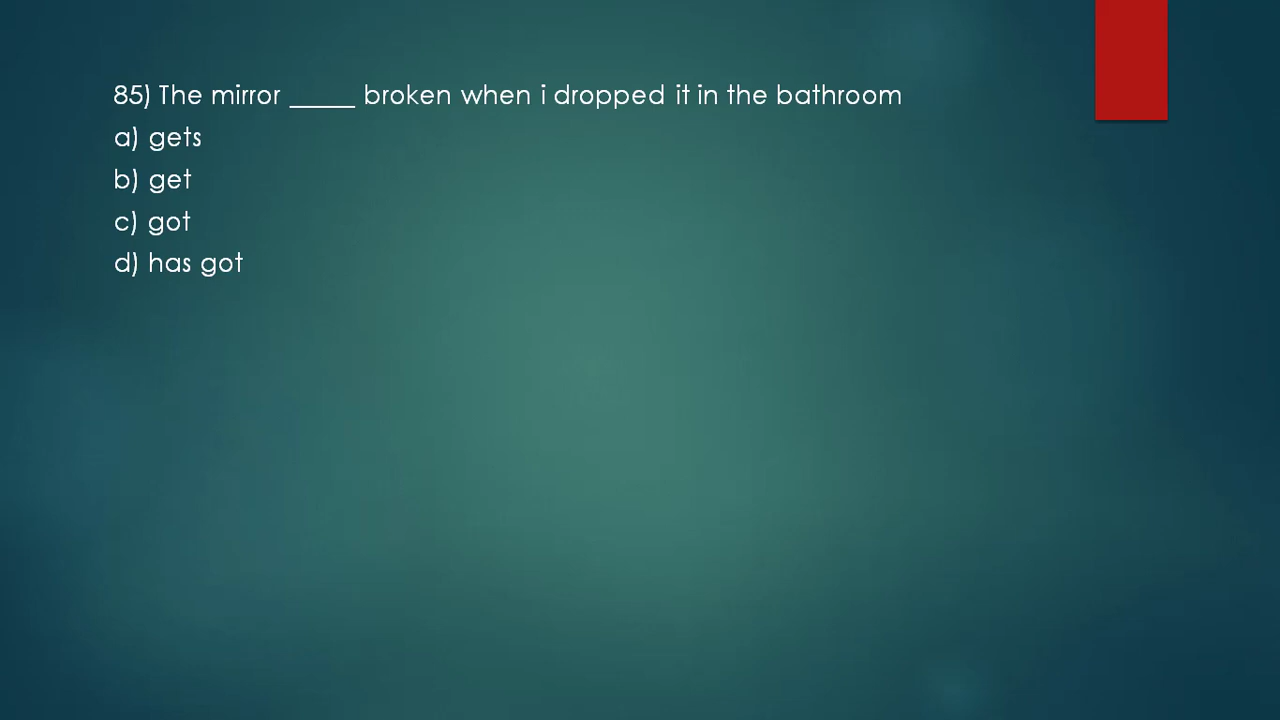 85) The mirror _____ broken when i dropped it in the bathroom
a) gets
b) get
c) got
d) has got